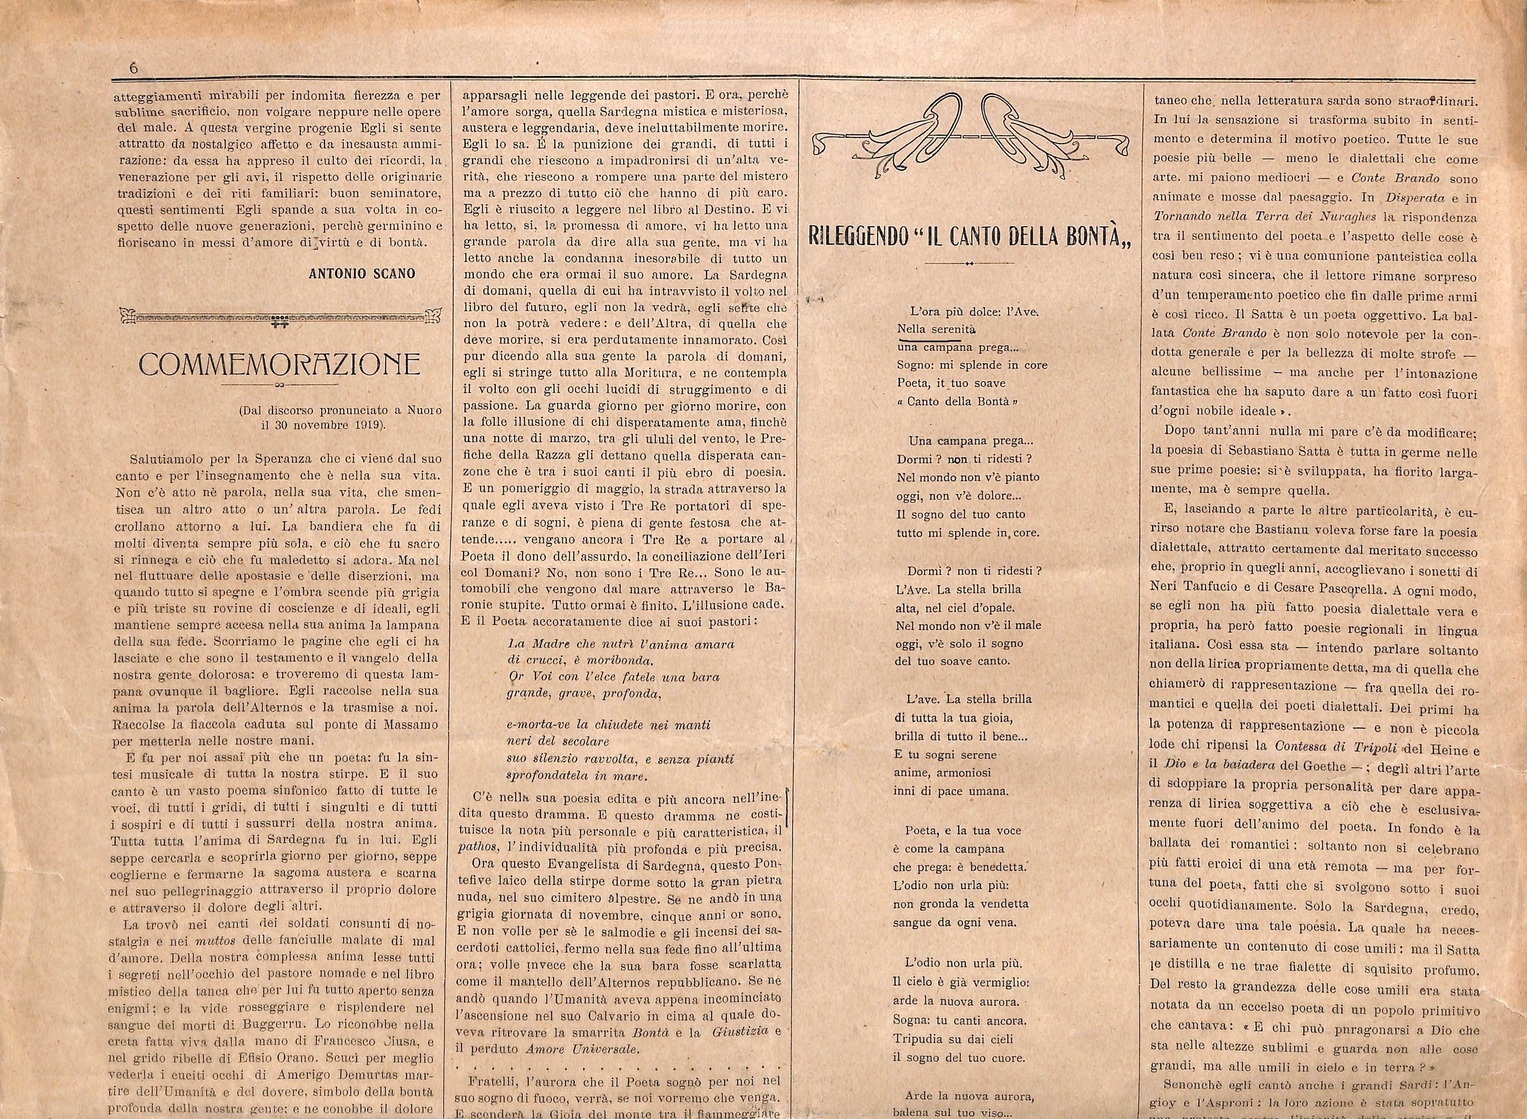 6
atteggiamenti mirabili per indomita fierezza e per
sublime sacrificio, non volgare neppure nelle opere
del male. A questa vergine progenie Egli si sente
attratto da nostalgico affetto e da inesausta ammi-
razione: da essa ha appreso il culto dei ricordi, la
venerazione per gli avi, il rispetto delle originarie
tradizioni e dei riti familiari: buon seminatore,
questi sentimenti Egli spande a sua volta in co-
spetto delle nuove generazioni, perchè germinino e
fioriscano in messi d'amore di virtù e di bontà.
ANTONIO SCANO
COMMEMORAZIONE
(Dal discorso pronunciato a Nuoro
il 30 novembre 1919).
Salutiamolo per la Speranza che ci viene dal suo
canto e per l'insegnamento che è nella sua vita.
Non c'è atto nè parola, nella sua vita, che smen-
tisca un altro atto o un' altra parola. Le fedi
crollano attorno a lui. La bandiera che fu di
molti diventa sempre più sola, e ciò che fu sacro
si rinnega e ciò che fu maledetto si adora. Ma nel
nel fluttuare delle apostasie e delle diserzioni, ma
quando tutto si spegne e l'ombra scende più grigia
e più triste su rovine di coscienze e di ideali, egli
mantiene sempre accesa nella sua anima la lampana
della sua fede. Scorriamo le pagine che egli ci ha
lasciate e che sono il testamento e il vangelo della
nostra gente dolorosa: e troveremo di questa lam-
pana ovunque il bagliore. Egli raccolse nella sua
anima la parola dell'Alternos e la trasmise a noi.
Raccolse la fiaccola caduta sul ponte di Massamo
per metterla nelle nostre mani.
E fu per noi assai più che un poeta: fu la sin-
tesi musicale di tutta la nostra stirpe. E il suo
canto è un vasto poema sinfonico fatto di tutte le
voci, di tutti i gridi, di tutti i singulti e di tutti
i sospiri e di tutti i sussurri della nostra anima.
Tutta tutta l'anima di Sardegna fu in lui. Egli
seppe cercarla e scoprirla giorno per giorno, seppe
coglierne e fermarne la sagoma austera e scarna
nel suo pellegrinaggio attraverso il proprio dolore
e attraverso il dolore degli altri.
La trovò nei canti dei soldati consunti di no-
stalgia e nei muttos delle fanciulle malate di mal
d'amore. Della nostra complessa anima lesse tutti
i segreti nell'occhio del pastore nomade e nel libro
mistico della tanca che per lui fu tutto aperto senza
enigmi; e la vide rosseggiare e risplendere nel
sangue dei morti di Buggerru. Lo riconobbe nella
creta fatta viva dalla mano di Francesco Ciusa, e
nel grido ribelle di Efisio Orano. Scucì per meglio
vederla i cuciti occhi di Amerigo Demurtas mar-
tire dell'Umanità e del dovere, simbolo della bontà
profonda della nostra gente; e ne conobbe il dolore
apparsagli nelle leggende dei pastori. E ora, perchè
l'amore sorga, quella Sardegna mistica e misteriosa,
austera e leggendaria, deve ineluttabilmente morire.
Egli lo sa. È la punizione dei grandi, di tutti i
grandi che riescono a impadronirsi di un'alta ve-
rità, che riescono a rompere una parte del mistero
ma a prezzo di tutto ciò che hanno di più caro.
Egli è riuscito a leggere nel libro al Destino. E vi
ha letto, si, la promessa di amore, vi ha letto una
grande parola da dire alla sua gente, ma vi ha
letto anche la condanna inesorabile di tutto un
mondo che era ormai il suo amore. La Sardegna
di domani, quella di cui ha intravvisto il volto nel
libro del futuro, egli non la vedrà, egli sente che
non la potrà vedere: e dell'Altra, di quella che
deve morire, si era perdutamente innamorato. Così
pur dicendo alla sua gente la parola di domani,
egli si stringe tutto alla Moritura, e ne contempla
il volto con gli occhi lucidi di struggimento e di
passione. La guarda giorno per giorno morire, con
la folle illusione di chi disperatamente ama, finchè
una notte di marzo, tra gli ululi del vento, le Pre-
fiche della Razza gli dettano quella disperata can-
zone che è tra i suoi canti il più ebro di poesia.
E un pomeriggio di maggio, la strada attraverso la
quale egli aveva visto i Tre Re portatori di spe-
ranze e di sogni, è piena di gente festosa che at-
tende..... vengano ancora i Tre Re a portare al
Poeta il dono dell'assurdo, la conciliazione dell'Ieri
col Domani? No, non sono i Tre Re... Sono le au-
tomobili che vengono dal mare attraverso le Ba-
ronie stupite. Tutto ormai è finito. L'illusione cade.
E il Poeta accoratamente dice ai suoi pastori:
La Madre che nutrì l'anima amara
di crucci, è moribonda.
Or Voi con l'elce fatele una bara
grande, grave, profonda,
e-morta-ve la chiudete nei manti
neri del secolare
suo silenzio ravvolta, e senza pianti
sprofondatela in mare.
C'è nella sua poesia edita e più ancora nell'ine-
dita questo dramma. E questo dramma ne costi-
tuisce la nota più personale e più caratteristica, il
pathos, l'individualità più profonda e più precisa.
Ora questo Evangelista di Sardegna, questo Pon-
tefive laico della stirpe dorme sotto la gran pietra
nuda, nel suo cimitero alpestre. Se ne andò in una
grigia giornata di novembre, cinque anni or sono,
E non volle per sè le salmodie e gli incensi dei sa-
cerdoti cattolici, fermo nella sua fede fino all'ultima
ora; volle invece che la sua bara fosse scarlatta
come il mantello dell'Alternos repubblicano. Se ne
andò quando l'Umanità aveva appena incominciato
l'ascensione nel suo Calvario in cima al quale do-
veva ritrovare la smarrita Bontà e la Giustizia e
il perduto Amore Universale.
. . . . . . . . . . . . . . . . . .
Fratelli, l'aurora che il Poeta sognò per noi nel
suo sogno di fuoco, verrà, se noi vorremo che venga.
E scenderà la Gioia del monte tra il fiammeggiare
RILEGGENDO "IL CANTO DELLA BONTÀ„
L'ora più dolce: l'Ave.
Nella serenità
una campana prega...
Sogno: mi splende in core
Poeta, it tuo soave
« Canto della Bontà »
Una campana prega...
Dormi ? non ti ridesti ?
Nel mondo non v'è pianto
oggi, non v'è dolore...
Il sogno del tuo canto
tutto mi splende in core.
Dormi ? non ti ridesti ?
L'Ave. La stella brilla
alta, nel ciel d'opale.
Nel mondo non v'è il male
oggi, v'è solo il sogno
del tuo soave canto.
L'ave. La stella brilla
di tutta la tua gioia,
brilla di tutto il bene...
E tu sogni serene
anime, armoniosi
inni di pace umana.
Poeta, e la tua voce
è come la campana
che prega: è benedetta.
L'odio non urla più:
non gronda la vendetta
sangue da ogni vena.
L'odio non urla più.
Il cielo è già vermiglio:
arde la nuova aurora.
Sogna: tu canti ancora.
Tripudia su dai cieli
il sogno del tuo cuore.
Arde la nuova aurora,
balena sul tuo viso...
taneo che nella letteratura sarda sono straordinari.
In lui la sensazione si trasforma subito in senti-
mento e determina il motivo poetico. Tutte le sue
poesie più belle — meno le dialettali che come
arte. mi paiono mediocri — e Conte Brando sono
animate e mosse dal paesaggio. In Disperata e in
Tornando nella Terra dei Nuraghes la rispondenza
tra il sentimento del poeta e l'aspetto delle cose è
così ben reso ; vi è una comunione panteistica colla
natura così sincera, che il lettore rimane sorpreso
d'un temperamento poetico che fin dalle prime armi
è così ricco. Il Satta è un poeta oggettivo. La bal-
lata Conte Brando è non solo notevole per la con-
dotta generale e per la bellezza di molte strofe —
alcune bellissime — ma anche per l'intonazione
fantastica che ha saputo dare a un fatto così fuori
d'ogni nobile ideale ».
Dopo tant'anni nulla mi pare c'è da modificare;
la poesia di Sebastiano Satta è tutta in germe nelle
sue prime poesie: si è sviluppata, ha fiorito larga-
mente, ma è sempre quella.
E, lasciando a parte le altre particolarità, è cu-
rirso notare che Bastianu voleva forse fare la poesia
dialettale, attratto certamente dal meritato successo
ehe, proprio in quegli anni, accoglievano i sonetti di
Neri Tanfucio e di Cesare Pascqrella. A ogni modo,
se egli non ha più fatto poesia dialettale vera e
propria, ha però fatto poesie regionali in lingua
italiana. Così essa sta — intendo parlare soltanto
non della lirica propriamente detta, ma di quella che
chiamerò di rappresentazione — fra quella dei ro-
mantici e quella dei poeti dialettali. Dei primi ha
la potenza di rappresentazione — e non è piccola
lode chi ripensi la Contessa di Tripoli del Heine e
il Dio e la baiadera del Goethe — ; degli altri l'arte
di sdoppiare la propria personalità per dare appa-
renza di lirica soggettiva a ciò che è esclusiva-
mente fuori dell'animo del poeta. In fondo è la
ballata dei romantici : soltanto non si celebrano
più fatti eroici di una età remota — ma per for-
tuna del poeta, fatti che si svolgono sotto i suoi
occhi quotidianamente. Solo la Sardegna, credo,
poteva dare una tale poesia. La quale ha neces-
sariamente un contenuto di cose umili : ma il Satta
le distilla e ne trae fialette di squisito profumo.
Del resto la grandezza delle cose umili era stata
notata da un eccelso poeta di un popolo primitivo
che cantava : « E chi può pnragonarsi a Dio che
sta nelle altezze sublimi e guarda non alle cose
grandi, ma alle umili in cielo e in terra ? »
Senonchè egli cantò anche i grandi Sardi : l'An-
gioy e l'Asproni : la loro azione è stata sopratutto